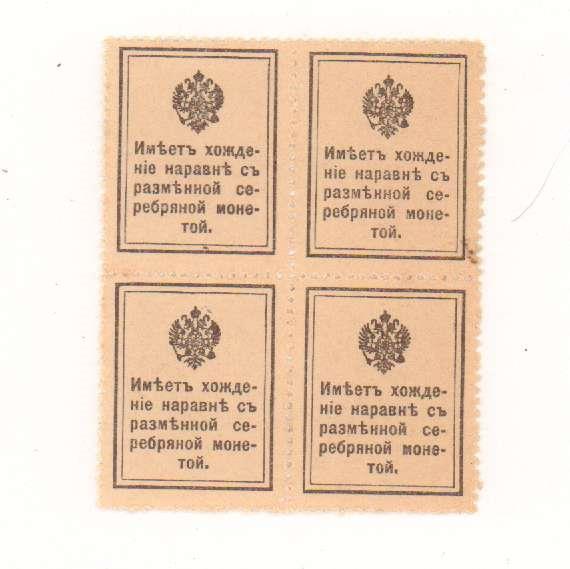 Имѣетъ хожде-
ніе наравнѣ съ
размѣнной се-
ребряной моне-
той.
Имѣетъ хожде-
ніе наравнѣ съ
размѣнной се-
ребряной моне-
той.
Имѣетъ хожде-
ніе наравнѣ съ
размѣнной се-
ребряной моне-
той.
Имѣетъ хожде-
ніе наравнѣ съ
размѣнной се-
ребряной моне-
той.